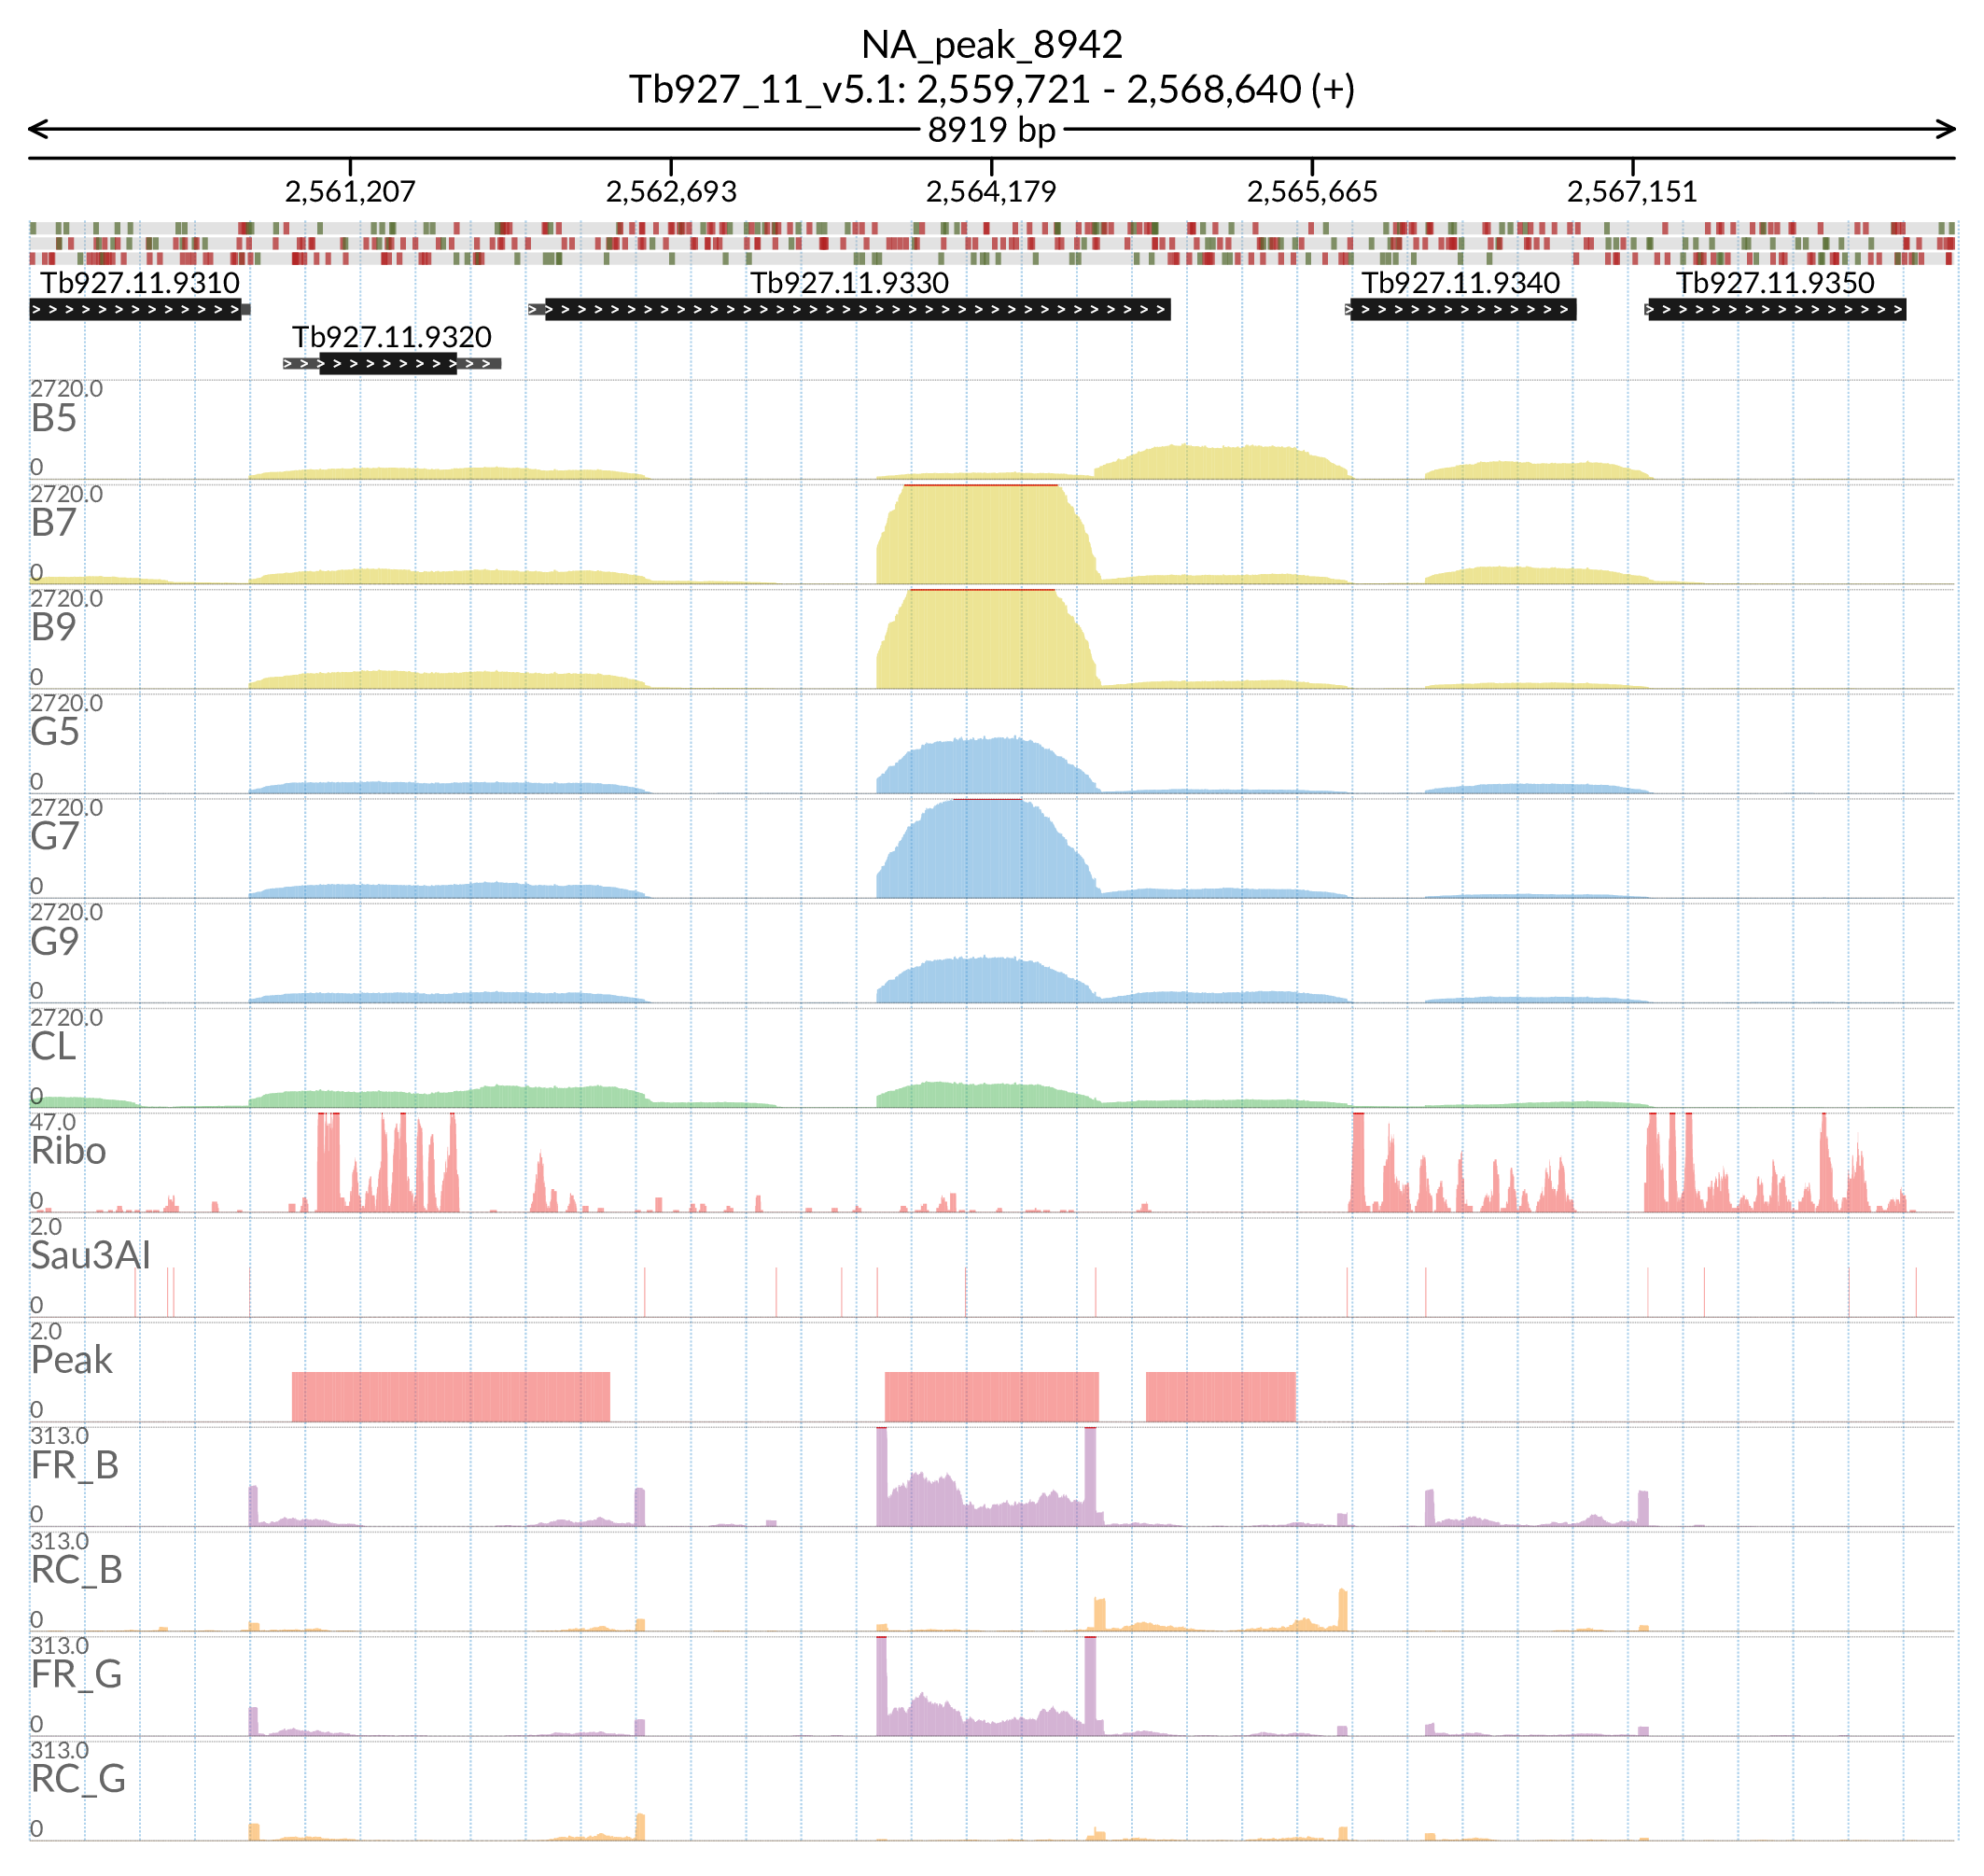 NA_peak_8942
Tb927_11_v5.1: 2,559,721 - 2,568,640 (+)
8919 bp
2,561,207 2,562,693 2,564,179 2,565,665 2,567,151
Tb927.11.9310 Tb927.11.9330 Tb927.11.9340 Tb927.11.9350
Tb927.11.9320
2720.0
B5
0
2720.0
B7
0
2720.0
B9
0
2720.0
G5
0
2720.0
G7
0
2720.0
G9
0
2720.0
CL
0
47.0
Ribo
0
2.0
Sau3AI
0
2.0
Peak
0
313.0
FR_B
0
313.0
RC_B
0
313.0
FR_G
0
313.0
RC_G
0